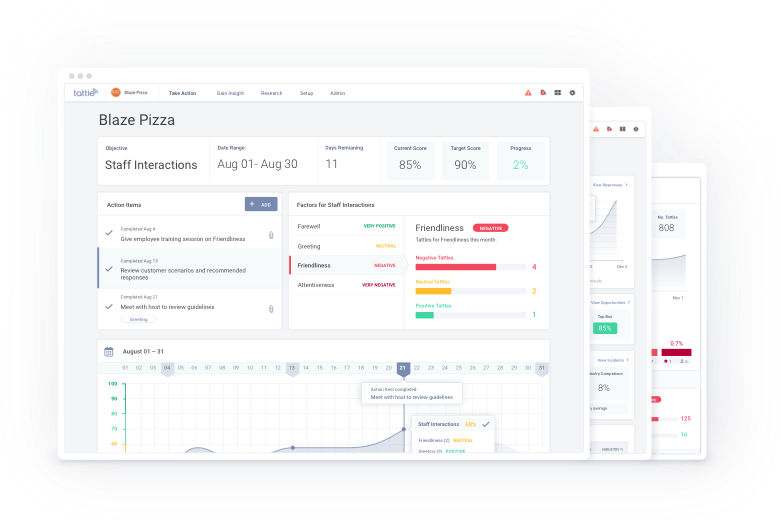 tattle
Blaze Pizza
Take Action
Gain Insight
Research
Setup
Admin
Blaze Pizza
Objective
Staff Interactions
Date Range:
Aug 01- Aug 30
Days Remianing
11
Current Score
85%
Target Score
90%
Progress
2%
Action Items
+ ADD
Completed Aug 4
Give employee training session on Friendliness
Completed Aug 13
Review customer scenarios and recommended
responses
Completed Aug 21
Meet with host to review guidelines
Greeting
Factors for Staff Interactions
Farewell VERY POSITIVE
Greeting NEUTRAL
Friendliness NEGATIVE
Attentiveness VERY NEGATIVE
Friendliness NEGATIVE
Tattles for Friendliness this month:
Negative Tattles
4
Neutral Tattles
2
Positive Tattles
1
August 01 – 31
01 02 03 04 05 06 07 08 09 10 11 12 13 14 15 16 17 18 19 20 21 22 23 24 25 26 27 28 29 30 31
100
90
80
70
60
Action item completed
Meet with host to review guidelines
Staff Interactions 68%
Friendliness (2) NEUTRAL
Greeting (3) POSITIVE
View Responses >
Dec 2
View Opportunities >
Top Box
85%
View Incidents >
Comparison
8%
average
INDUSTRY
No. Tattles
808
Nov 1
0.7%
125
16